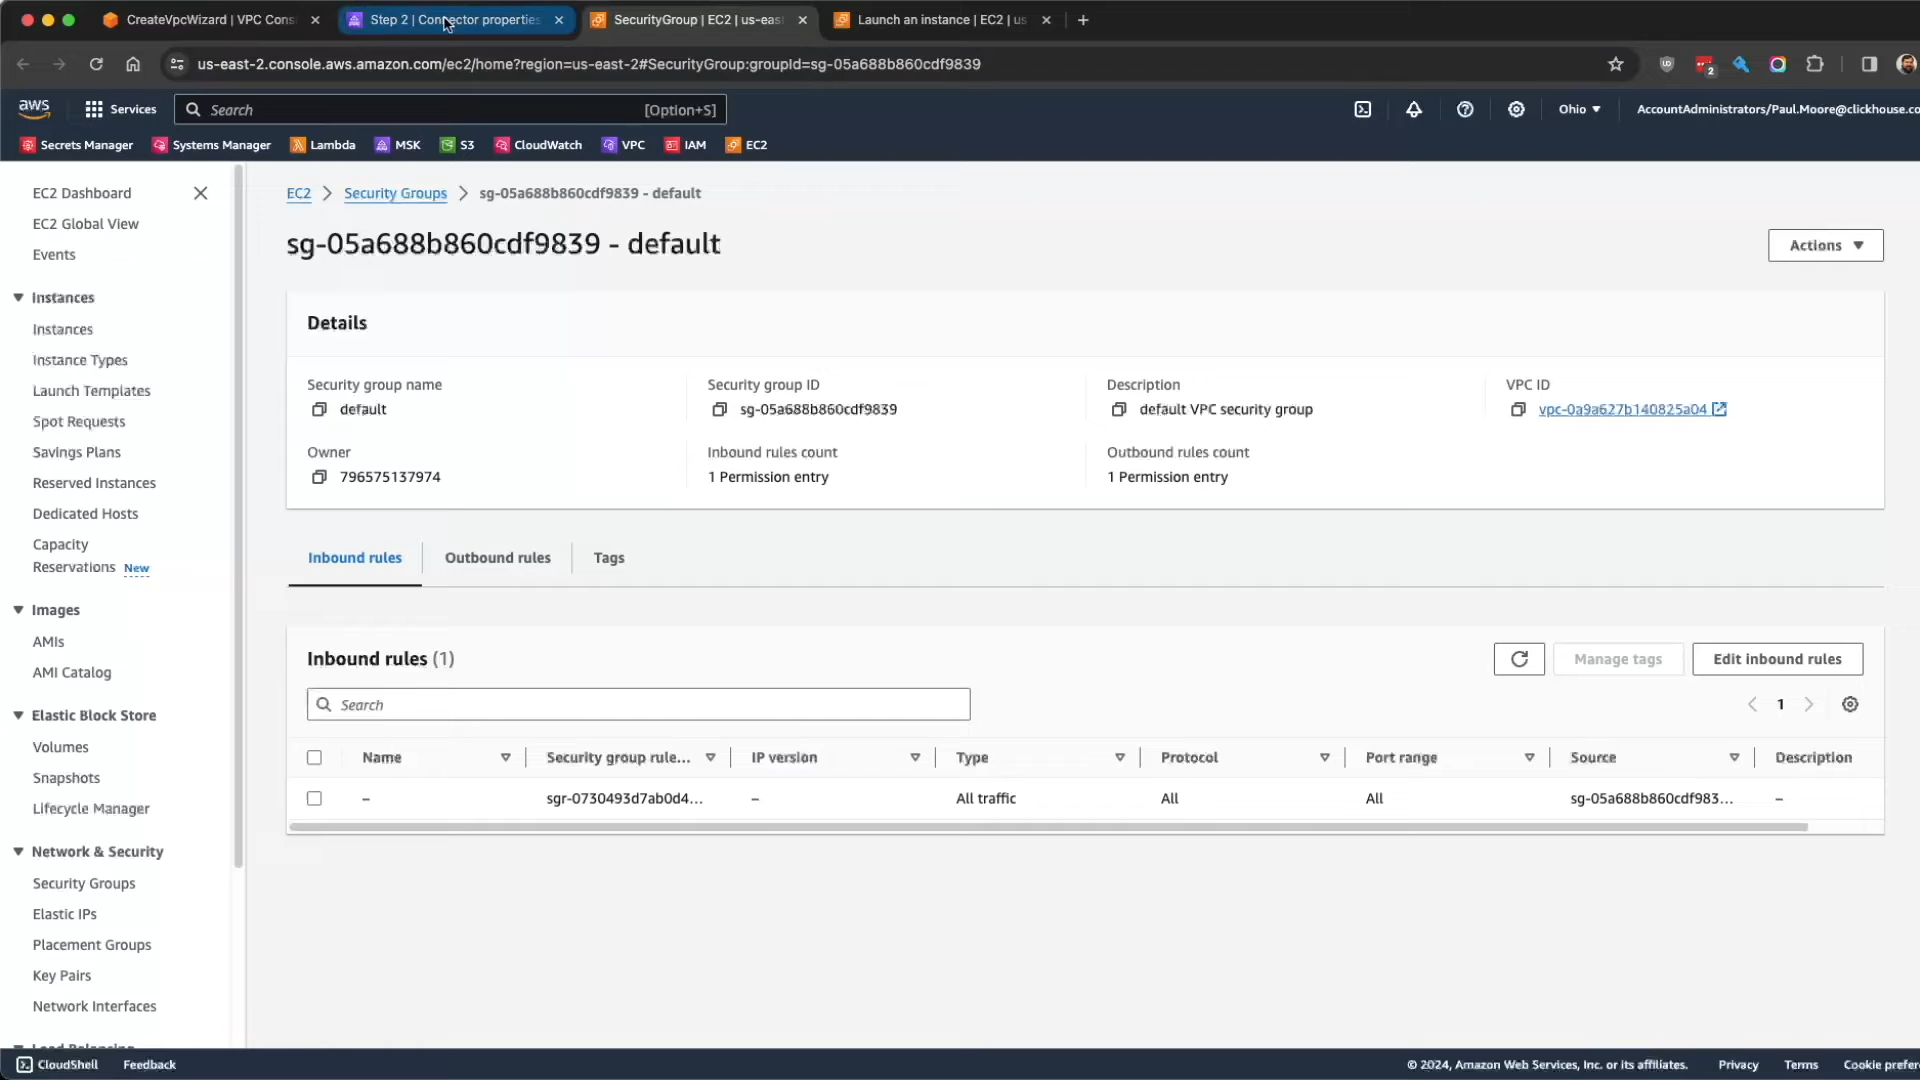 CreateVpcWizard | VPC Cons
Step 2 | Connector properties
SecurityGroup | EC2 | us-eas
Launch an instance | EC2 | us
us-east-2.console.aws.amazon.com/ec2/home?region=us-east-2#SecurityGroup:groupId=sg-05a688b860cdf9839
2
aws
Services
Search
[Option+S]
Ohio
AccountAdministrators/Paul.Moore@clickhouse.co
Secrets Manager
Systems Manager
Lambda
MSK
S3
CloudWatch
VPC
IAM
EC2
EC2 Dashboard
EC2 Global View
Events
Instances
Instances
Instance Types
Launch Templates
Spot Requests
Savings Plans
Reserved Instances
Dedicated Hosts
Capacity
Reservations New
Images
AMIs
AMI Catalog
Elastic Block Store
Volumes
Snapshots
Lifecycle Manager
Network & Security
Security Groups
Elastic IPs
Placement Groups
Key Pairs
Network Interfaces
Load Balancing
EC2 > Security Groups > sg-05a688b860cdf9839 - default
sg-05a688b860cdf9839 - default
Actions
Details
Security group name
default
Security group ID
sg-05a688b860cdf9839
Description
default VPC security group
VPC ID
vpc-0a9a627b140825a04
Owner
796575137974
Inbound rules count
1 Permission entry
Outbound rules count
1 Permission entry
Inbound rules
Outbound rules
Tags
Inbound rules (1)
Manage tags
Edit inbound rules
Search
1
Name
Security group rule...
IP version
Type
Protocol
Port range
Source
Description
–
sgr-0730493d7ab0d4...
–
All traffic
All
All
sg-05a688b860cdf983...
–
CloudShell
Feedback
© 2024, Amazon Web Services, Inc. or its affiliates.
Privacy
Terms
Cookie prefer